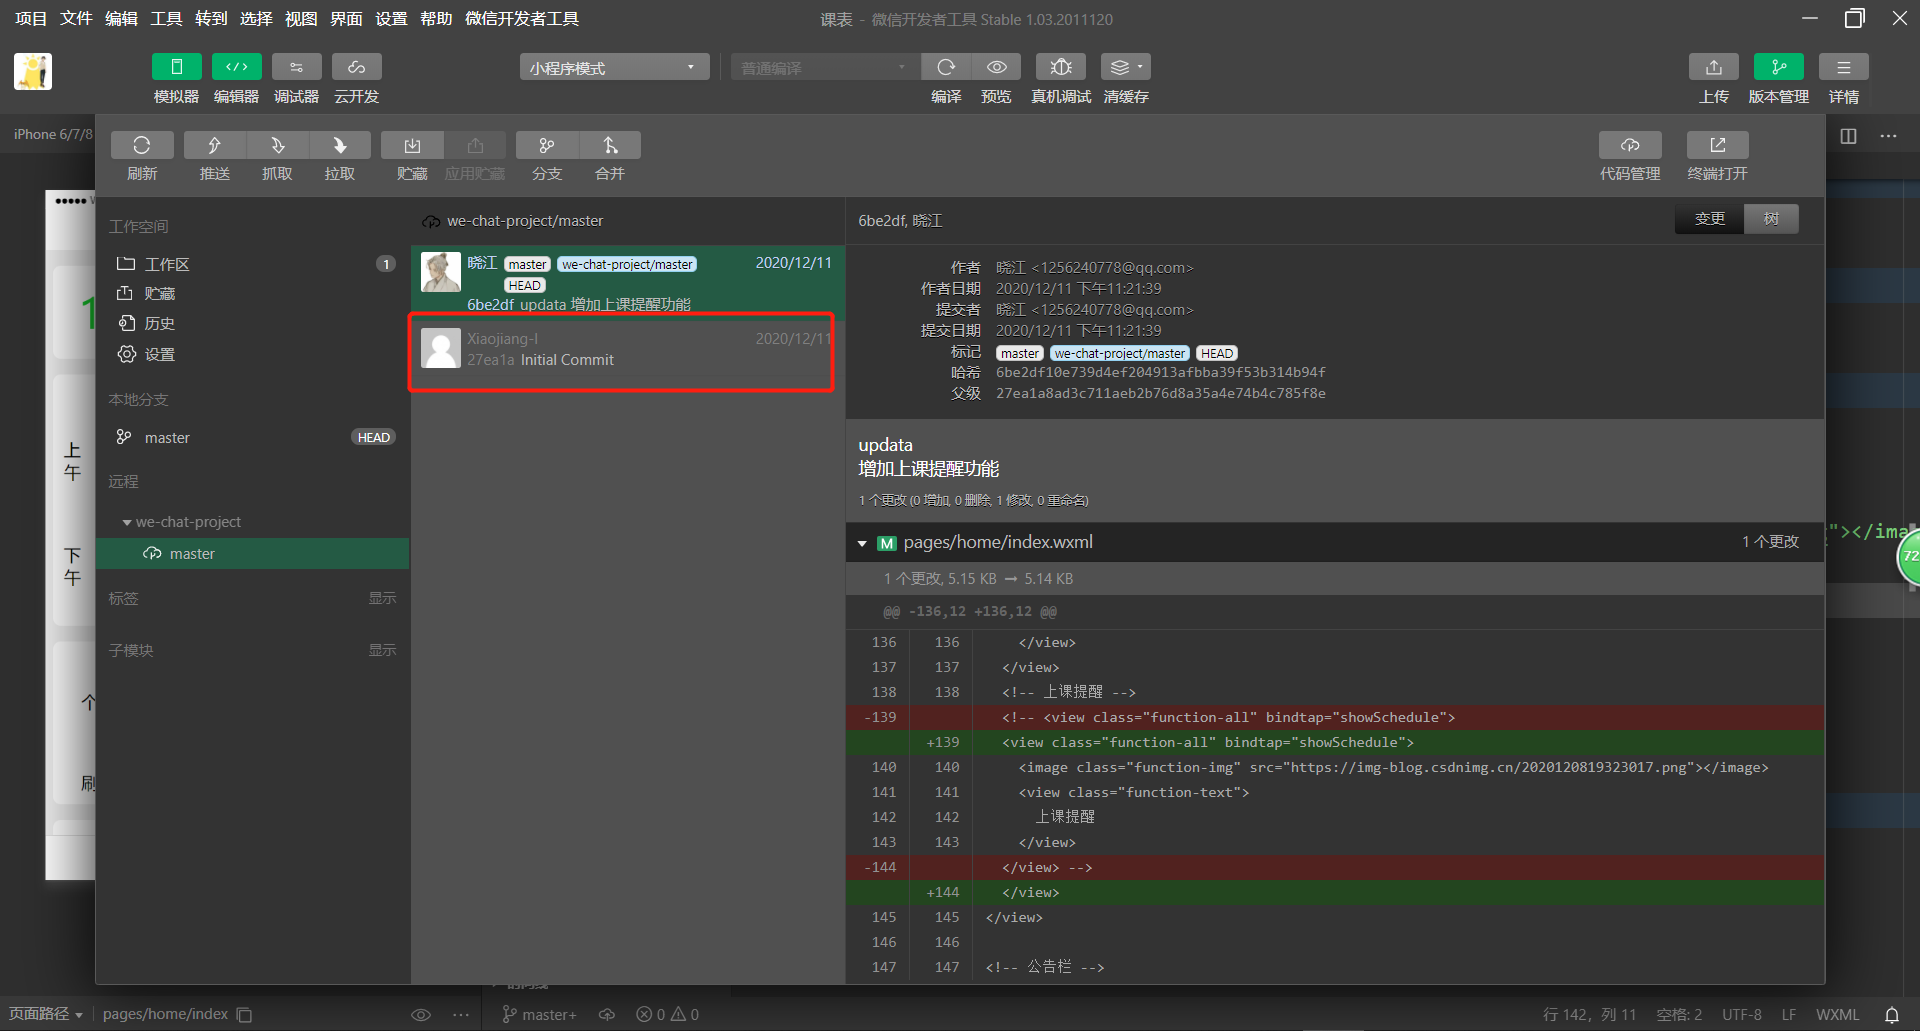 项目 文件 编辑 工具 转到 选择 视图 界面 设置 帮助 微信开发者工具
课表 - 微信开发者工具 Stable 1.03.2011120
模拟器 编辑器 调试器 云开发
小程序模式
普通编译
编译 预览 真机调试 清缓存
上传 版本管理 详情
iPhone 6/7/8
刷新 推送 抓取 拉取 贮藏 应用贮藏 分支 合并
代码管理 终端打开
工作空间
工作区 1
贮藏
历史
设置
本地分支
master HEAD
远程
we-chat-project
master
标签 显示
子模块 显示
上
午
下
午
个
刷
we-chat-project/master
晓江 master we-chat-project/master 2020/12/11
HEAD
6be2df updata 增加上课提醒功能
Xiaojiang-l 2020/12/11
27ea1a Initial Commit
6be2df, 晓江
变更 树
作者 晓江 <1256240778@qq.com>
作者日期 2020/12/11 下午11:21:39
提交者 晓江 <1256240778@qq.com>
提交日期 2020/12/11 下午11:21:39
标记 master we-chat-project/master HEAD
哈希 6be2df10e739d4ef204913afbba39f53b314b94f
父级 27ea1a8ad3c711aeb2b76d8a35a4e74b4c785f8e
updata
增加上课提醒功能
1 个更改 (0 增加, 0 删除, 1 修改, 0 重命名)
M pages/home/index.wxml 1 个更改
1 个更改, 5.15 KB → 5.14 KB
@@ -136,12 +136,12 @@
136 136 </view>
137 137 </view>
138 138 <!-- 上课提醒 -->
-139 <!-- <view class="function-all" bindtap="showSchedule">
+139 <view class="function-all" bindtap="showSchedule">
140 140 <image class="function-img" src="https://img-blog.csdnimg.cn/2020120819323017.png"></image>
141 141 <view class="function-text">
142 142 上课提醒
143 143 </view>
-144 </view> -->
+144 </view>
145 145 </view>
146 146
147 147 <!-- 公告栏 -->
"></ima
72
页面路径 pages/home/index
master+ 0 0
行 142，列 11 空格: 2 UTF-8 LF WXML